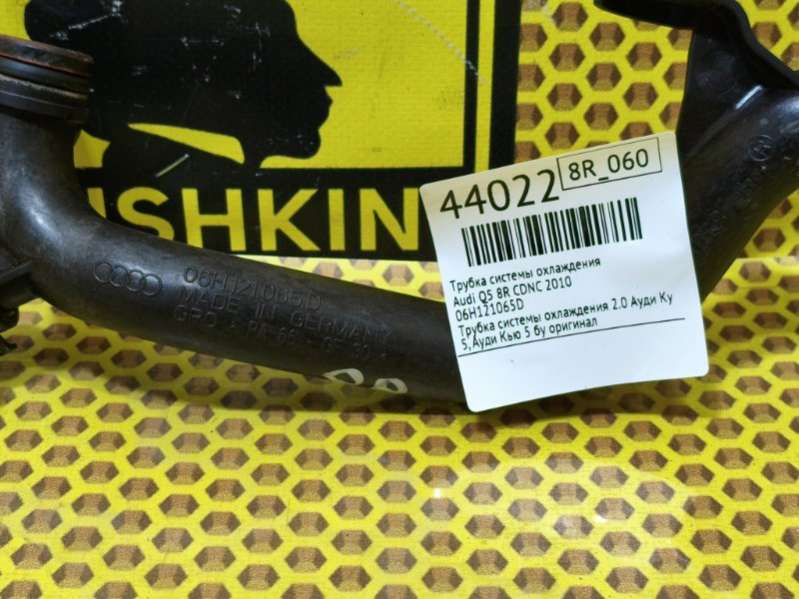 ISHKIN
44022
8R_060
Трубка системы охлаждения
Audi Q5 8R CDNC 2010
06H121065D
Трубка системы охлаждения 2.0 Ауди Ку
5,Ауди Кью 5 бу оригинал
06H121065D
MADE IN GERMANY